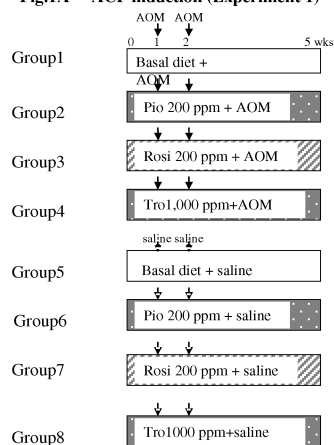 Fig.1A ACF induction (Experiment 1)
AOM AOM
0 1 2 5 wks
Group1 Basal diet +
AOM
Group2 Pio 200 ppm + AOM
Group3 Rosi 200 ppm + AOM
Group4 Tro1,000 ppm+AOM
saline saline
Group5 Basal diet + saline
Group6 Pio 200 ppm + saline
Group7 Rosi 200 ppm + saline
Group8 Tro1000 ppm+saline